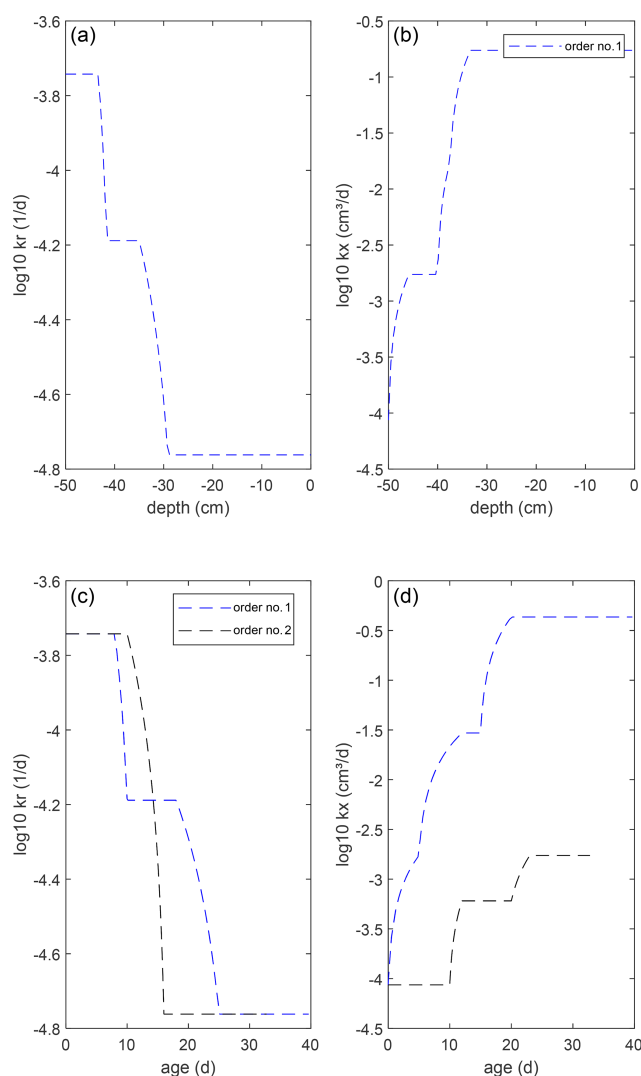 (a)
-3.6
-3.8
-4
-4.2
-4.4
-4.6
-4.8
log10 kr (1/d)
-50 -40 -30 -20 -10 0
depth (cm)
(b)
order no.1
-0.5
-1
-1.5
-2
-2.5
-3
-3.5
-4
-4.5
log10 kx (cm³/d)
-50 -40 -30 -20 -10 0
depth (cm)
(c)
order no.1
order no.2
-3.6
-3.8
-4
-4.2
-4.4
-4.6
-4.8
log10 kr (1/d)
0 10 20 30 40
age (d)
(d)
0
-0.5
-1
-1.5
-2
-2.5
-3
-3.5
-4
-4.5
log10 kx (cm³/d)
0 10 20 30 40
age (d)